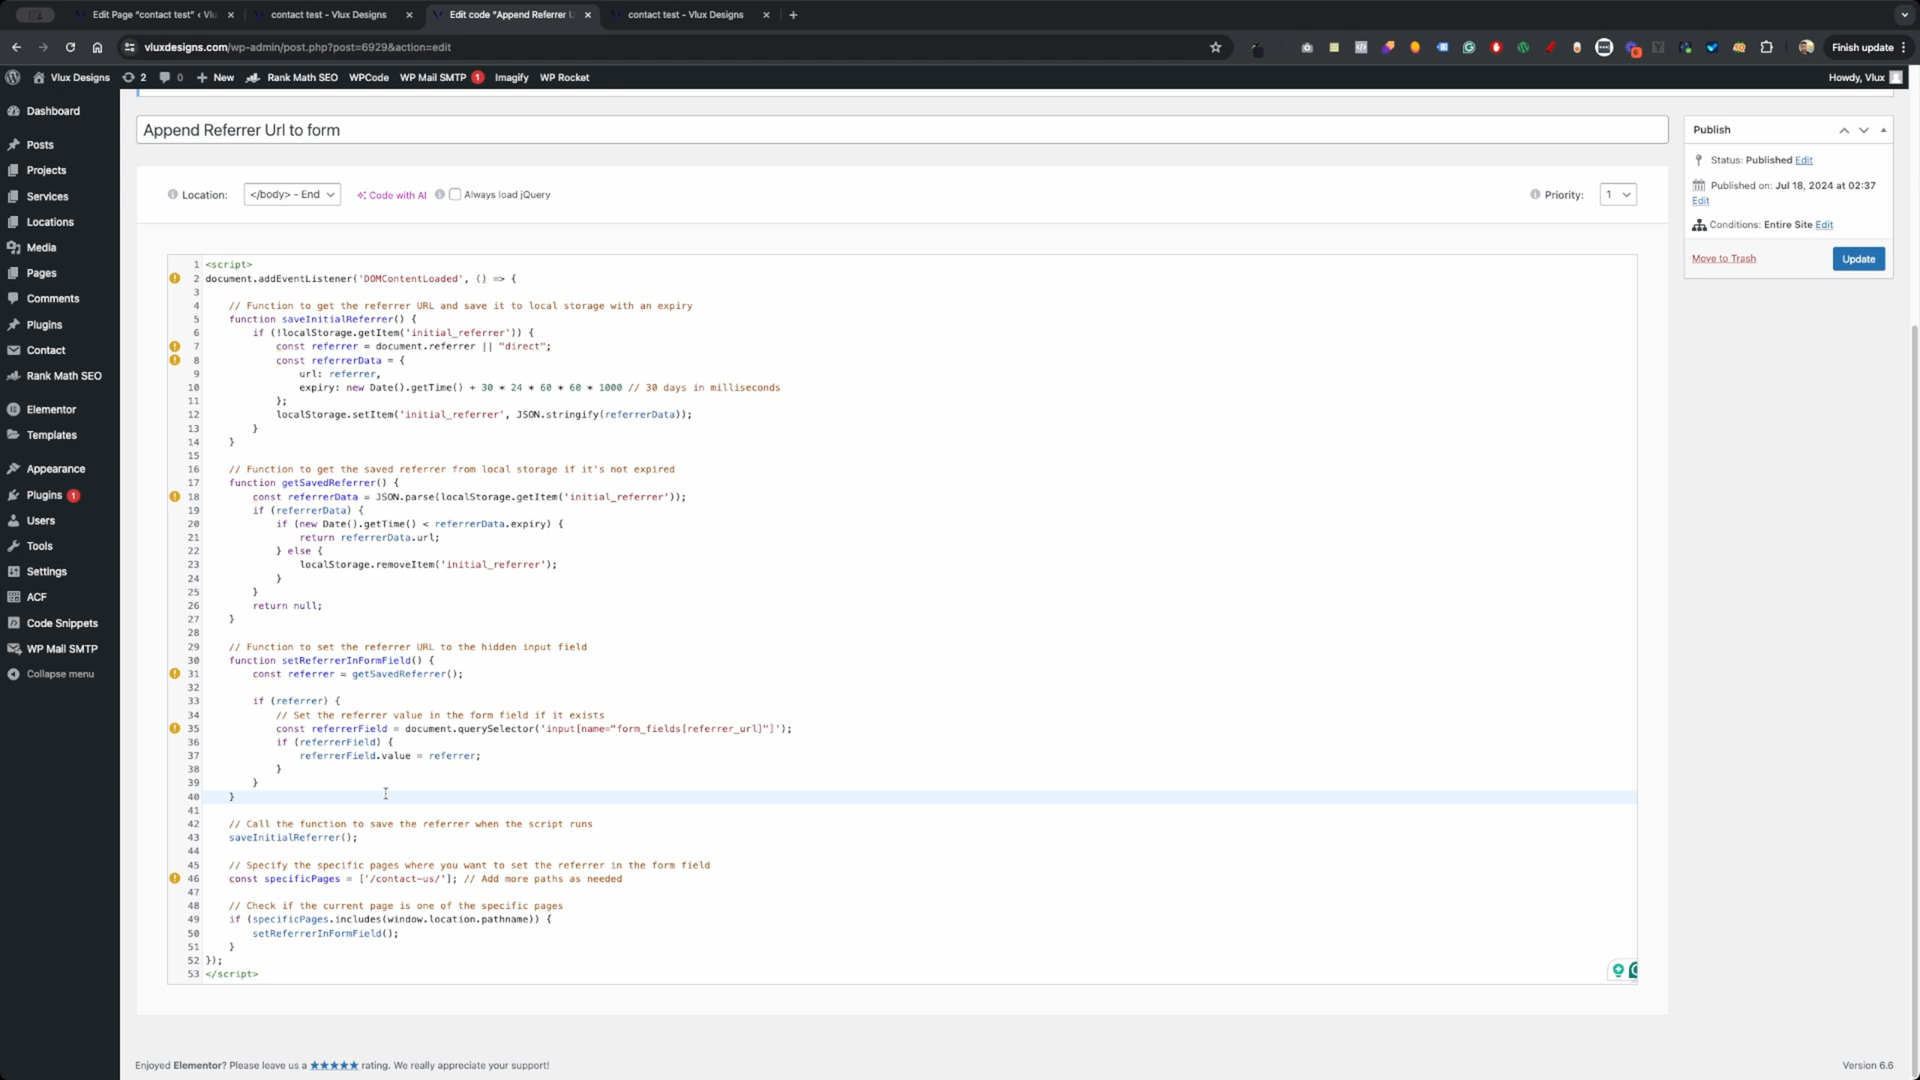 Edit Page "contact test" ‹ Vlu
contact test - Vlux Designs
Edit code "Append Referrer U
contact test - Vlux Designs
vluxdesigns.com/wp-admin/post.php?post=6929&action=edit
Finish update
Vlux Designs
2
0
New
Rank Math SEO
WPCode
WP Mail SMTP 1
Imagify
WP Rocket
Howdy, Vlux
Dashboard
Posts
Projects
Services
Locations
Media
Pages
Comments
Plugins
Contact
Rank Math SEO
Elementor
Templates
Appearance
Plugins 1
Users
Tools
Settings
ACF
Code Snippets
WP Mail SMTP
Collapse menu
Append Referrer Url to form
Location: </body> - End Code with AI Always load jQuery Priority: 1
1 <script>
2 document.addEventListener('DOMContentLoaded', () => {
3
4 // Function to get the referrer URL and save it to local storage with an expiry
5 function saveInitialReferrer() {
6 if (!localStorage.getItem('initial_referrer')) {
7 const referrer = document.referrer || "direct";
8 const referrerData = {
9 url: referrer,
10 expiry: new Date().getTime() + 30 * 24 * 60 * 60 * 1000 // 30 days in milliseconds
11 };
12 localStorage.setItem('initial_referrer', JSON.stringify(referrerData));
13 }
14 }
15
16 // Function to get the saved referrer from local storage if it's not expired
17 function getSavedReferrer() {
18 const referrerData = JSON.parse(localStorage.getItem('initial_referrer'));
19 if (referrerData) {
20 if (new Date().getTime() < referrerData.expiry) {
21 return referrerData.url;
22 } else {
23 localStorage.removeItem('initial_referrer');
24 }
25 }
26 return null;
27 }
28
29 // Function to set the referrer URL to the hidden input field
30 function setReferrerInFormField() {
31 const referrer = getSavedReferrer();
32
33 if (referrer) {
34 // Set the referrer value in the form field if it exists
35 const referrerField = document.querySelector('input[name="form_fields[referrer_url]"]');
36 if (referrerField) {
37 referrerField.value = referrer;
38 }
39 }
40 }
41
42 // Call the function to save the referrer when the script runs
43 saveInitialReferrer();
44
45 // Specify the specific pages where you want to set the referrer in the form field
46 const specificPages = ['/contact-us/']; // Add more paths as needed
47
48 // Check if the current page is one of the specific pages
49 if (specificPages.includes(window.location.pathname)) {
50 setReferrerInFormField();
51 }
52 });
53 </script>
Publish
Status: Published Edit
Published on: Jul 18, 2024 at 02:37
Edit
Conditions: Entire Site Edit
Move to Trash
Update
Enjoyed Elementor? Please leave us a ★★★★★ rating. We really appreciate your support!
Version 6.6